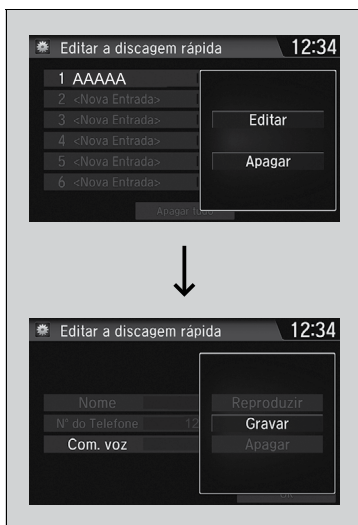 Editar a discagem rápida 12:34
1 AAAAA
2 <Nova Entrada>
3 <Nova Entrada>
4 <Nova Entrada>
5 <Nova Entrada>
6 <Nova Entrada>
Apagar tudo
Editar
Apagar
Editar a discagem rápida 12:34
Nome
N° do Telefone 12
Com. voz
Reproduzir
Gravar
Apagar